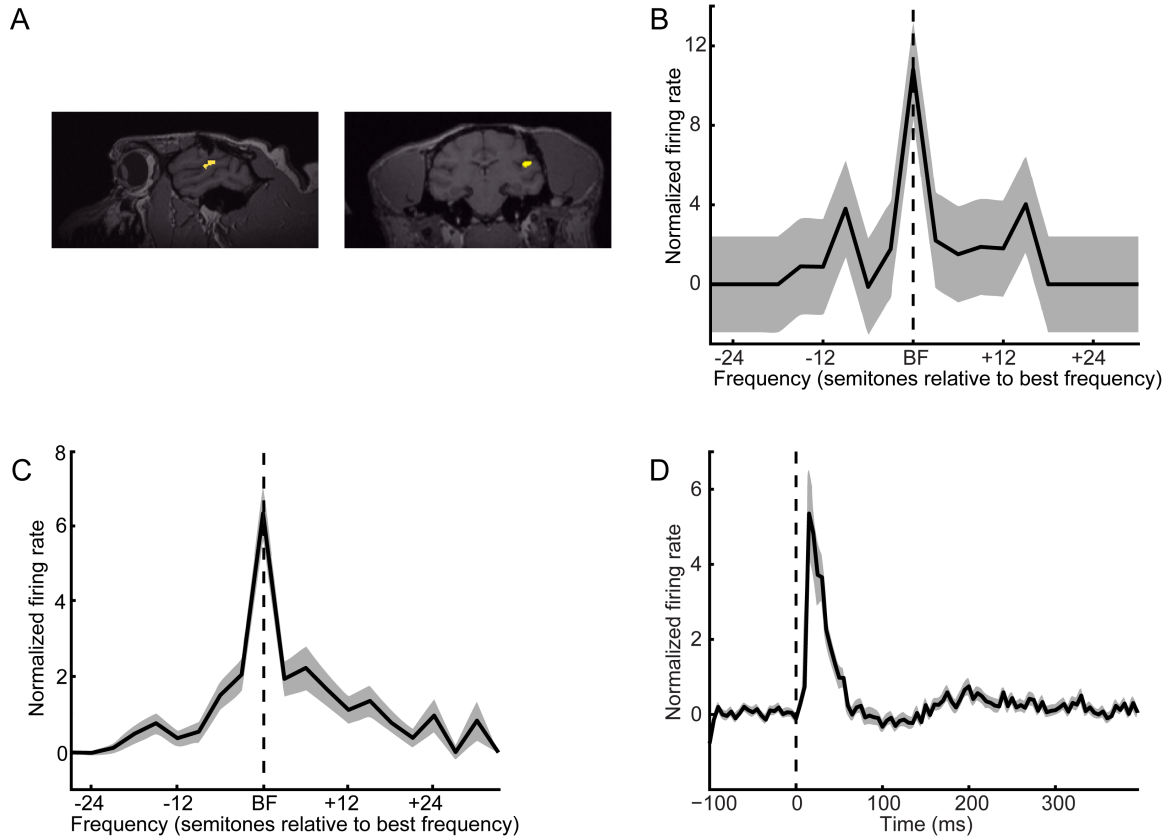 A
B
Normalized firing rate
12
8
4
0
-24 -12 BF +12 +24
Frequency (semitones relative to best frequency)
C
Normalized firing rate
8
6
4
2
0
-24 -12 BF +12 +24
Frequency (semitones relative to best frequency)
D
Normalized firing rate
6
4
2
0
−100 0 100 200 300
Time (ms)